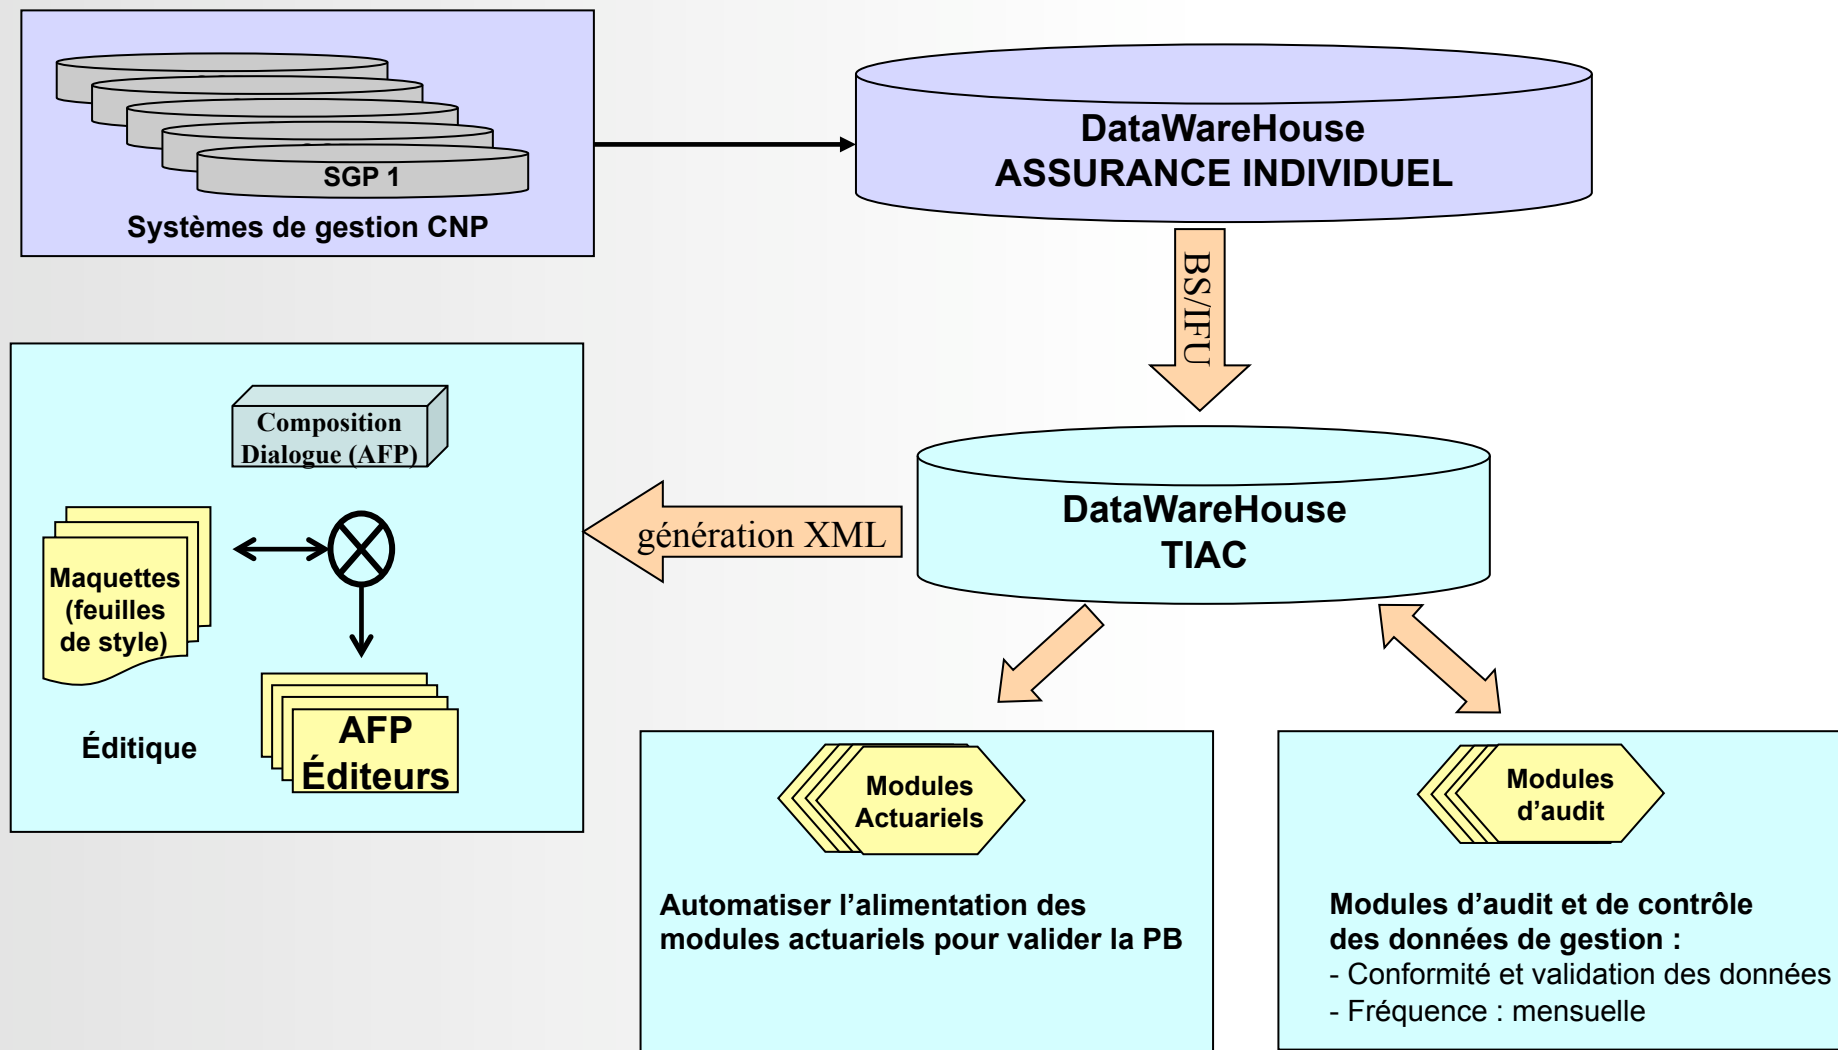 SGP 1
Systèmes de gestion CNP
DataWareHouse
ASSURANCE INDIVIDUEL
BS/IFU
Composition
Dialogue (AFP)
Maquettes
(feuilles
de style)
génération XML
DataWareHouse
TIAC
Éditique
AFP
Éditeurs
Modules
Actuariels
Automatiser l’alimentation des
modules actuariels pour valider la PB
Modules
d’audit
Modules d’audit et de contrôle
des données de gestion :
- Conformité et validation des données
- Fréquence : mensuelle